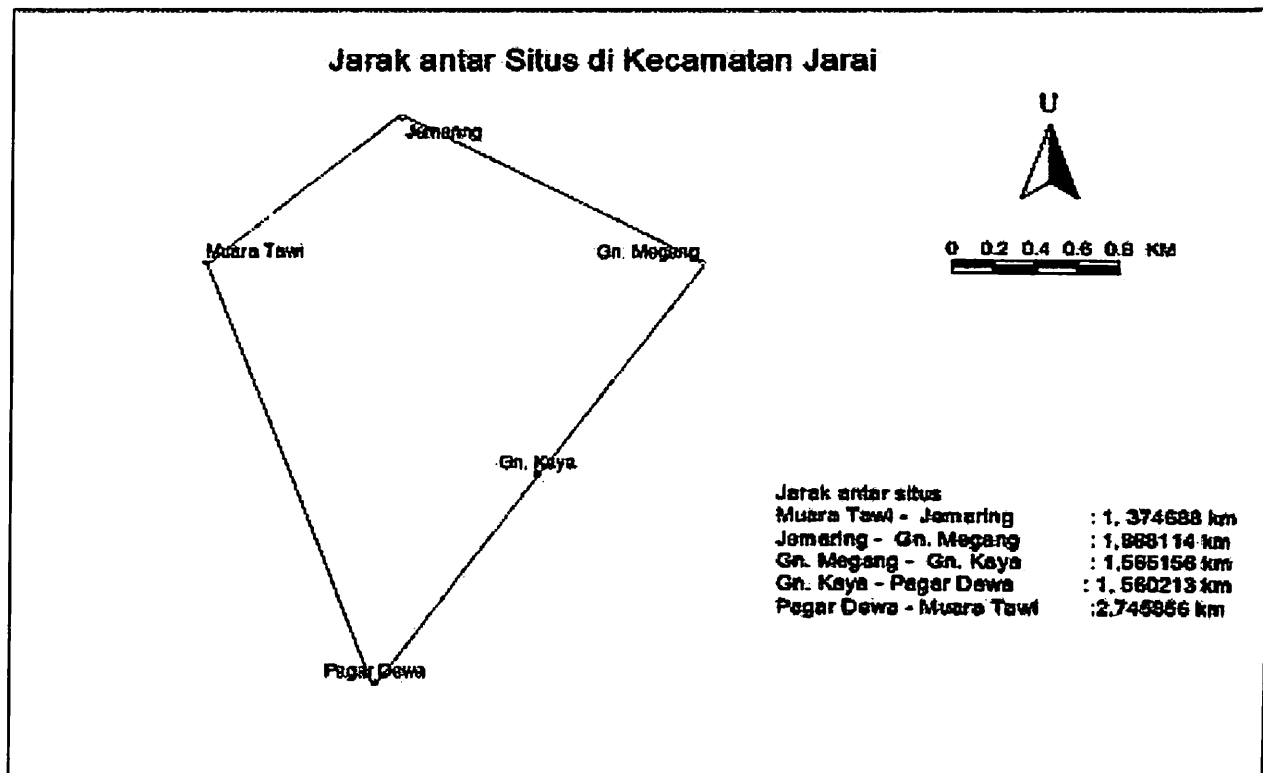 Jarak antar Situs di Kecamatan Jarai
U
Jemaring
Muara Tawi
Gn. Megang
0 0.2 0.4 0.6 0.8 KM
Gn. Kaya
Pagar Dewa
Jarak antar situs
Muara Tawi - Jemaring : 1, 374688 km
Jemaring - Gn. Megang : km
Gn. Megang - Gn. Kaya : 1,565156 km
Gn. Kaya - Pagar Dewa : 1, 560213 km
Pagar Dewa - Muara Tawi :2,745856 km